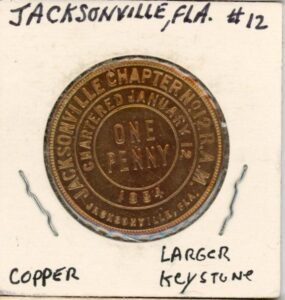 JACKSONVILLE, FLA. #12
JACKSONVILLE CHAPTER NO. 12 R.A.M.
CHARTERED JANUARY 12
ONE
PENNY
1884
JACKSONVILLE, FLA.
COPPER
LARGER
KEYSTONE